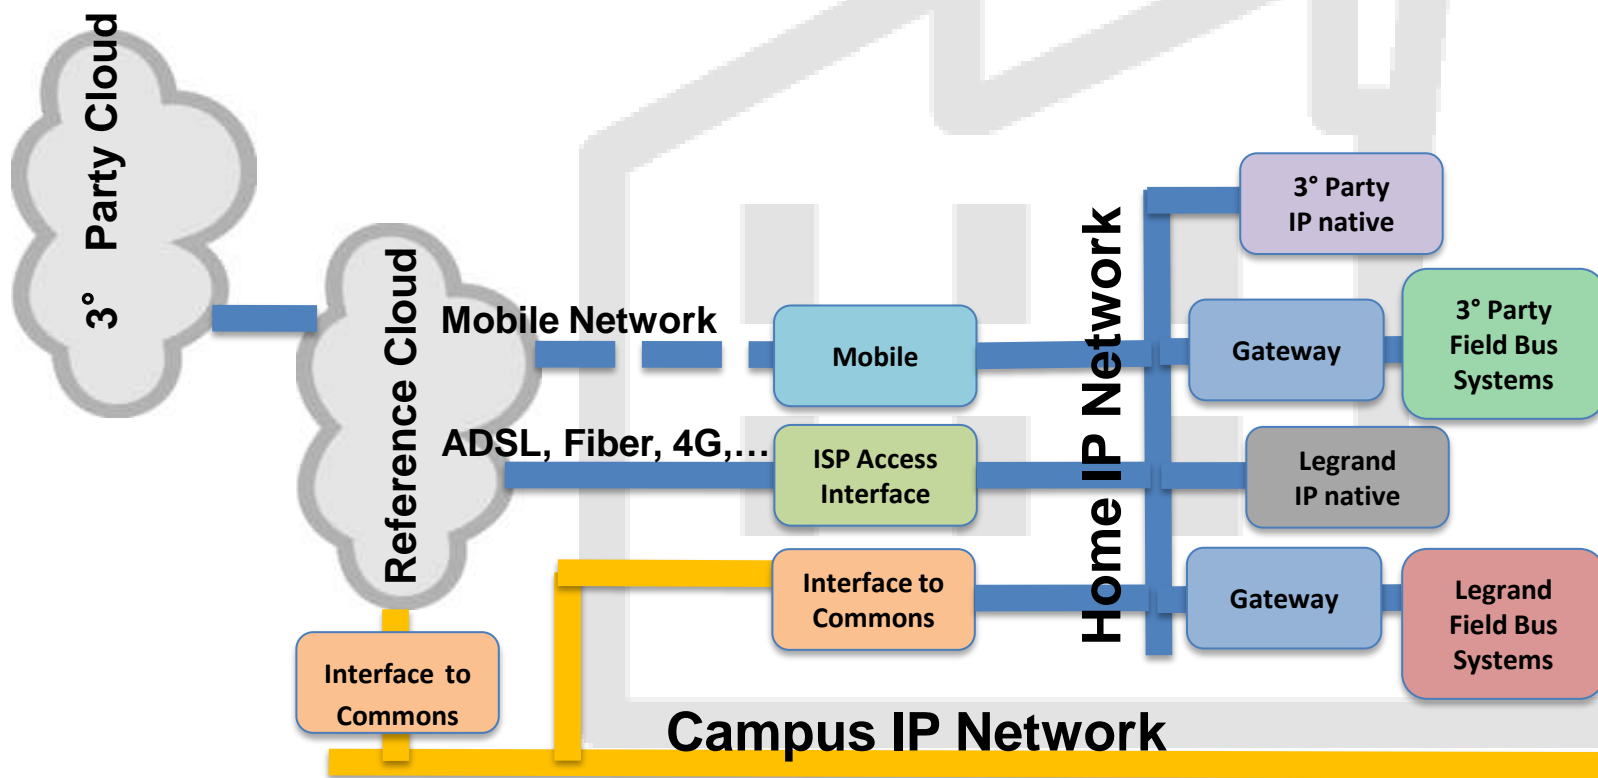 3° Party Cloud
Reference Cloud
Mobile Network
ADSL, Fiber, 4G,...
Mobile
ISP Access
Interface
Interface to
Commons
Interface to
Commons
Home IP Network
3° Party
IP native
Gateway
3° Party
Field Bus
Systems
Legrand
IP native
Gateway
Legrand
Field Bus
Systems
Campus IP Network